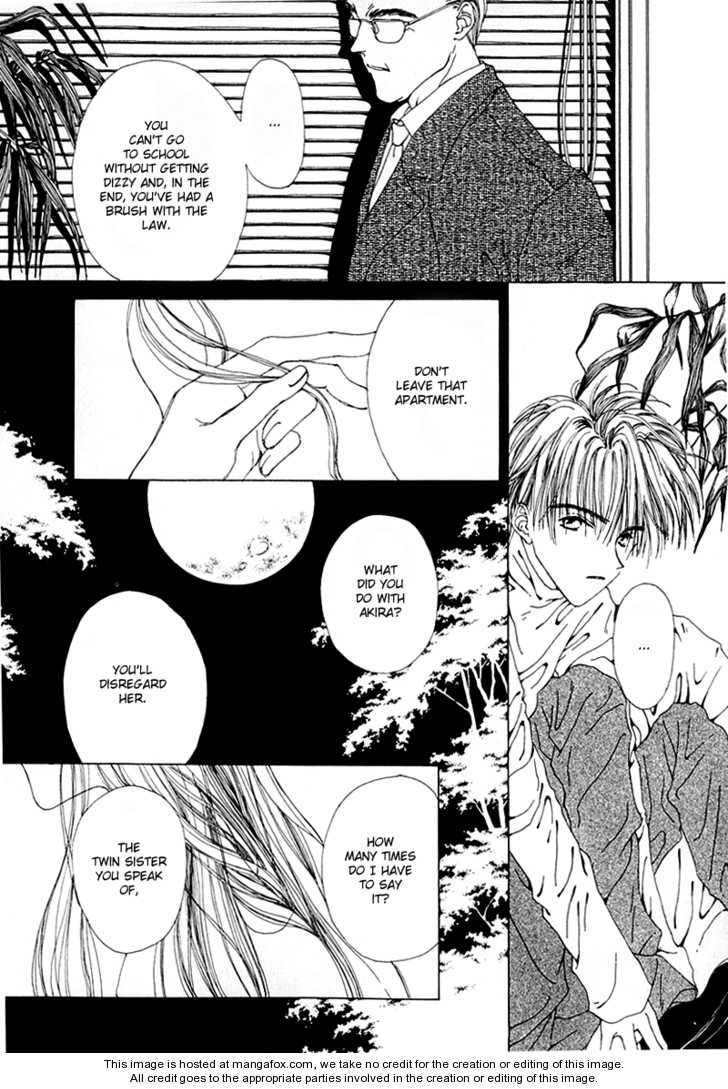 ...
YOU
CAN'T GO
TO SCHOOL
WITHOUT GETTING
DIZZY AND, IN THE
END, YOU'VE HAD A
BRUSH WITH THE
LAW.
...
DON'T
LEAVE THAT
APARTMENT.
WHAT
DID YOU
DO WITH
AKIRA?
YOU'LL
DISREGARD
HER.
HOW
MANY TIMES
DO I HAVE
TO SAY
IT?
THE
TWIN SISTER
YOU SPEAK
OF,
This image is hosted at mangafox.com, we take no credit for the creation or editing of this image.
All credit goes to the appropriate parties involved in the creation or editing of this image